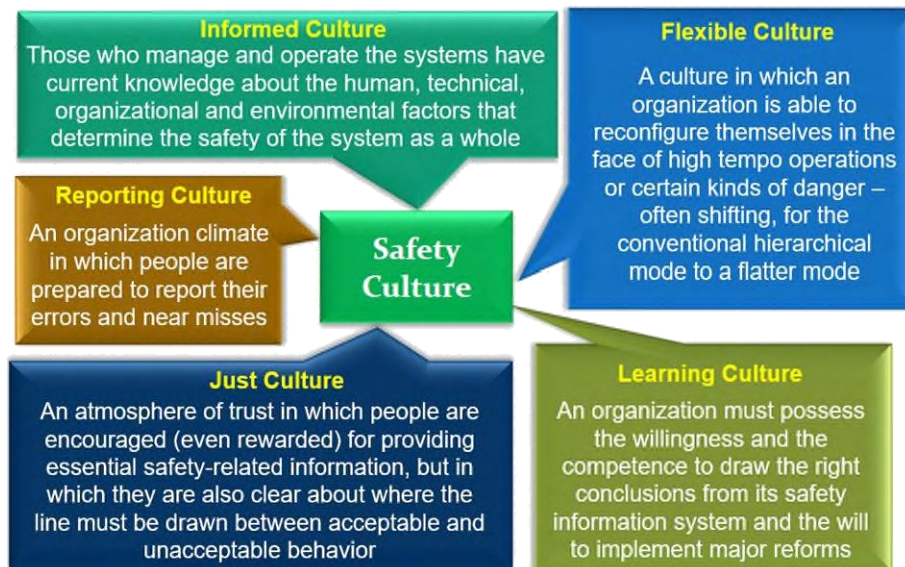 Informed Culture
Those who manage and operate the systems have
current knowledge about the human, technical,
organizational and environmental factors that
determine the safety of the system as a whole
Flexible Culture
A culture in which an
organization is able to
reconfigure themselves in the
face of high tempo operations
or certain kinds of danger –
often shifting, for the
conventional hierarchical
mode to a flatter mode
Reporting Culture
An organization climate
in which people are
prepared to report their
errors and near misses
Safety
Culture
Just Culture
An atmosphere of trust in which people are
encouraged (even rewarded) for providing
essential safety-related information, but in
which they are also clear about where the
line must be drawn between acceptable and
unacceptable behavior
Learning Culture
An organization must possess
the willingness and the
competence to draw the right
conclusions from its safety
information system and the will
to implement major reforms